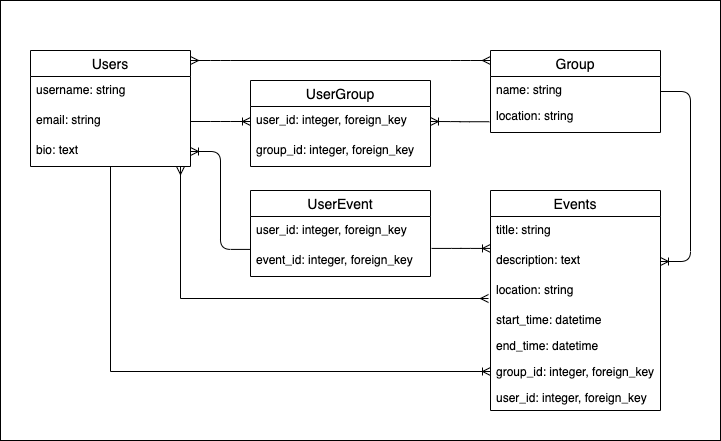 Users
username: string
email: string
bio: text
UserGroup
user_id: integer, foreign_key
group_id: integer, foreign_key
Group
name: string
location: string
UserEvent
user_id: integer, foreign_key
event_id: integer, foreign_key
Events
title: string
description: text
location: string
start_time: datetime
end_time: datetime
group_id: integer, foreign_key
user_id: integer, foreign_key